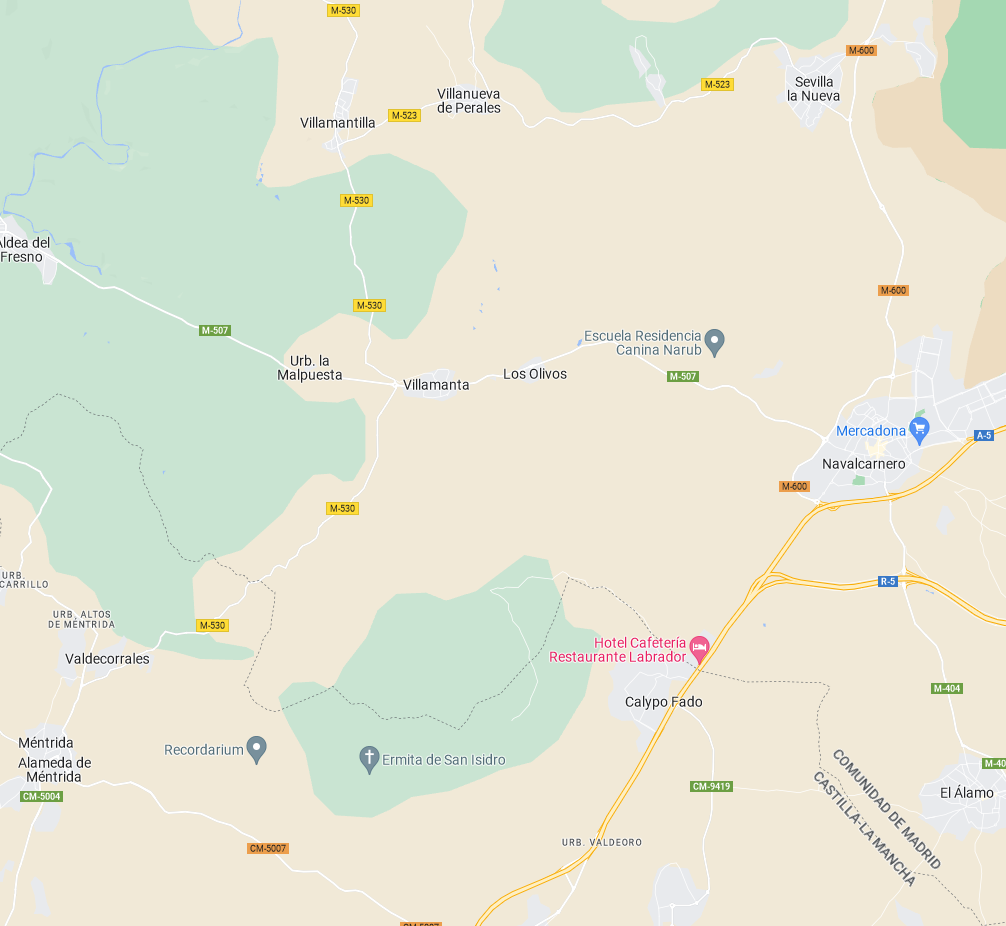 M-530
M-600
Sevilla
la Nueva
M-523
Villanueva
de Perales
M-523
Villamantilla
M-530
Aldea del
Fresno
M-600
M-530
M-507
Escuela Residencia
Canina Narub
Urb. la
Malpuesta
Los Olivos
M-507
Villamanta
Mercadona
A-5
Navalcarnero
M-600
M-530
URB.
CARRILLO
R-5
URB. ALTOS
DE MÉNTRIDA
M-530
Hotel Cafetería
Restaurante Labrador
Valdecorrales
M-404
Calypo Fado
Méntrida
Recordarium
Ermita de San Isidro
Alameda de
Méntrida
M-40
CM-5004
CM-9419
El Álamo
COMUNIDAD DE MADRID
CASTILLA-LA MANCHA
CM-5007
URB. VALDEORO